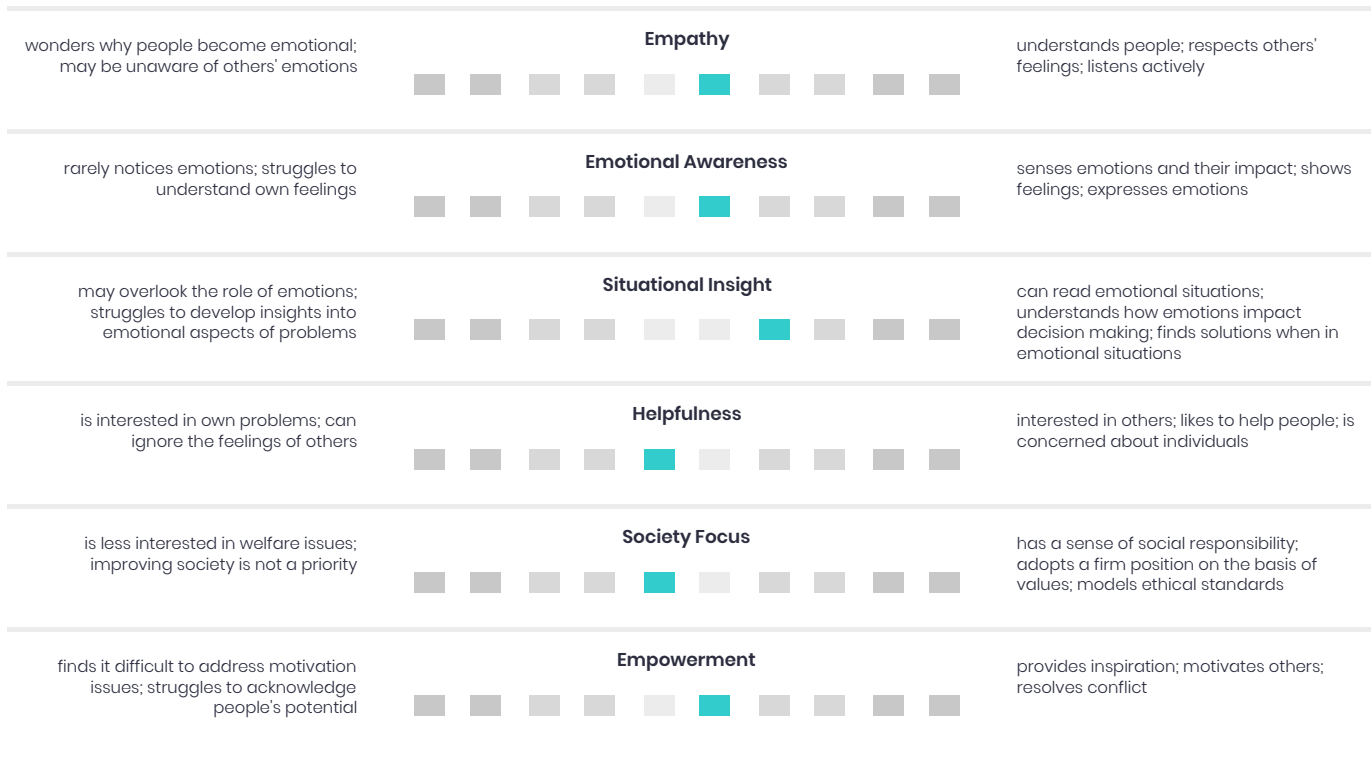 Empathy
wonders why people become emotional;
may be unaware of others' emotions
understands people; respects others'
feelings; listens actively
Emotional Awareness
rarely notices emotions; struggles to
understand own feelings
senses emotions and their impact; shows
feelings; expresses emotions
Situational Insight
may overlook the role of emotions;
struggles to develop insights into
emotional aspects of problems
can read emotional situations;
understands how emotions impact
decision making; finds solutions when in
emotional situations
Helpfulness
is interested in own problems; can
ignore the feelings of others
interested in others; likes to help people; is
concerned about individuals
Society Focus
is less interested in welfare issues;
improving society is not a priority
has a sense of social responsibility;
adopts a firm position on the basis of
values; models ethical standards
Empowerment
finds it difficult to address motivation
issues; struggles to acknowledge
people's potential
provides inspiration; motivates others;
resolves conflict